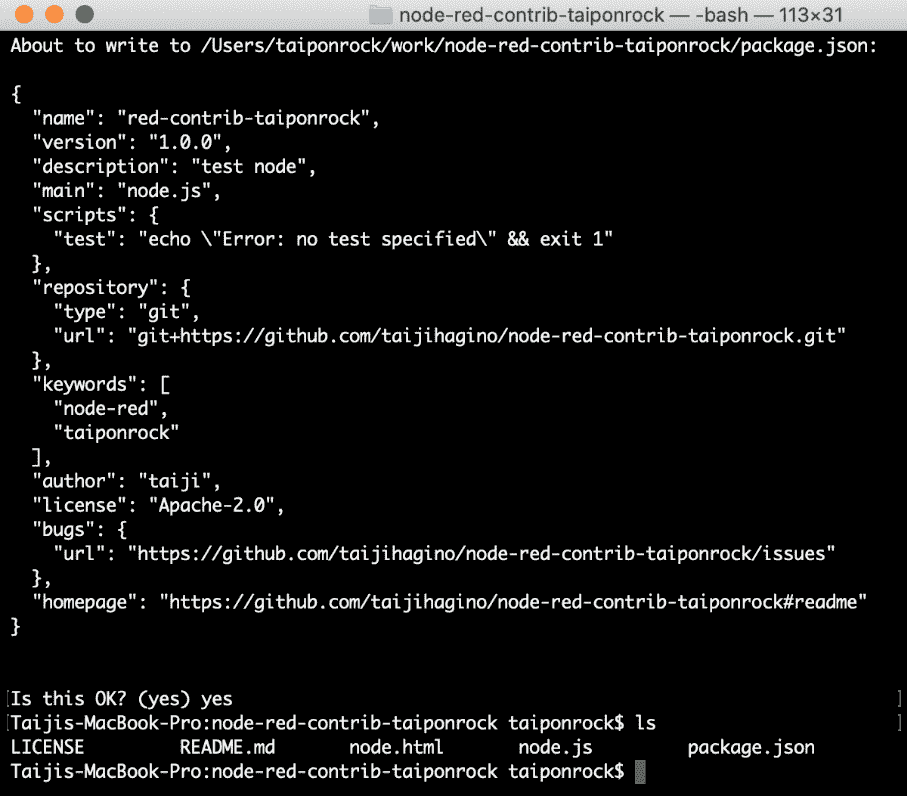 node-red-contrib-taiponrock — -bash — 113×31
About to write to /Users/taiponrock/work/node-red-contrib-taiponrock/package.json:

{
  "name": "red-contrib-taiponrock",
  "version": "1.0.0",
  "description": "test node",
  "main": "node.js",
  "scripts": {
    "test": "echo \"Error: no test specified\" && exit 1"
  },
  "repository": {
    "type": "git",
    "url": "git+https://github.com/taijihagino/node-red-contrib-taiponrock.git"
  },
  "keywords": [
    "node-red",
    "taiponrock"
  ],
  "author": "taiji",
  "license": "Apache-2.0",
  "bugs": {
    "url": "https://github.com/taijihagino/node-red-contrib-taiponrock/issues"
  },
  "homepage": "https://github.com/taijihagino/node-red-contrib-taiponrock#readme"
}

[Is this OK? (yes) yes ]
[Taijis-MacBook-Pro:node-red-contrib-taiponrock taiponrock$ ls ]
LICENSE README.md node.html node.js package.json
Taijis-MacBook-Pro:node-red-contrib-taiponrock taiponrock$